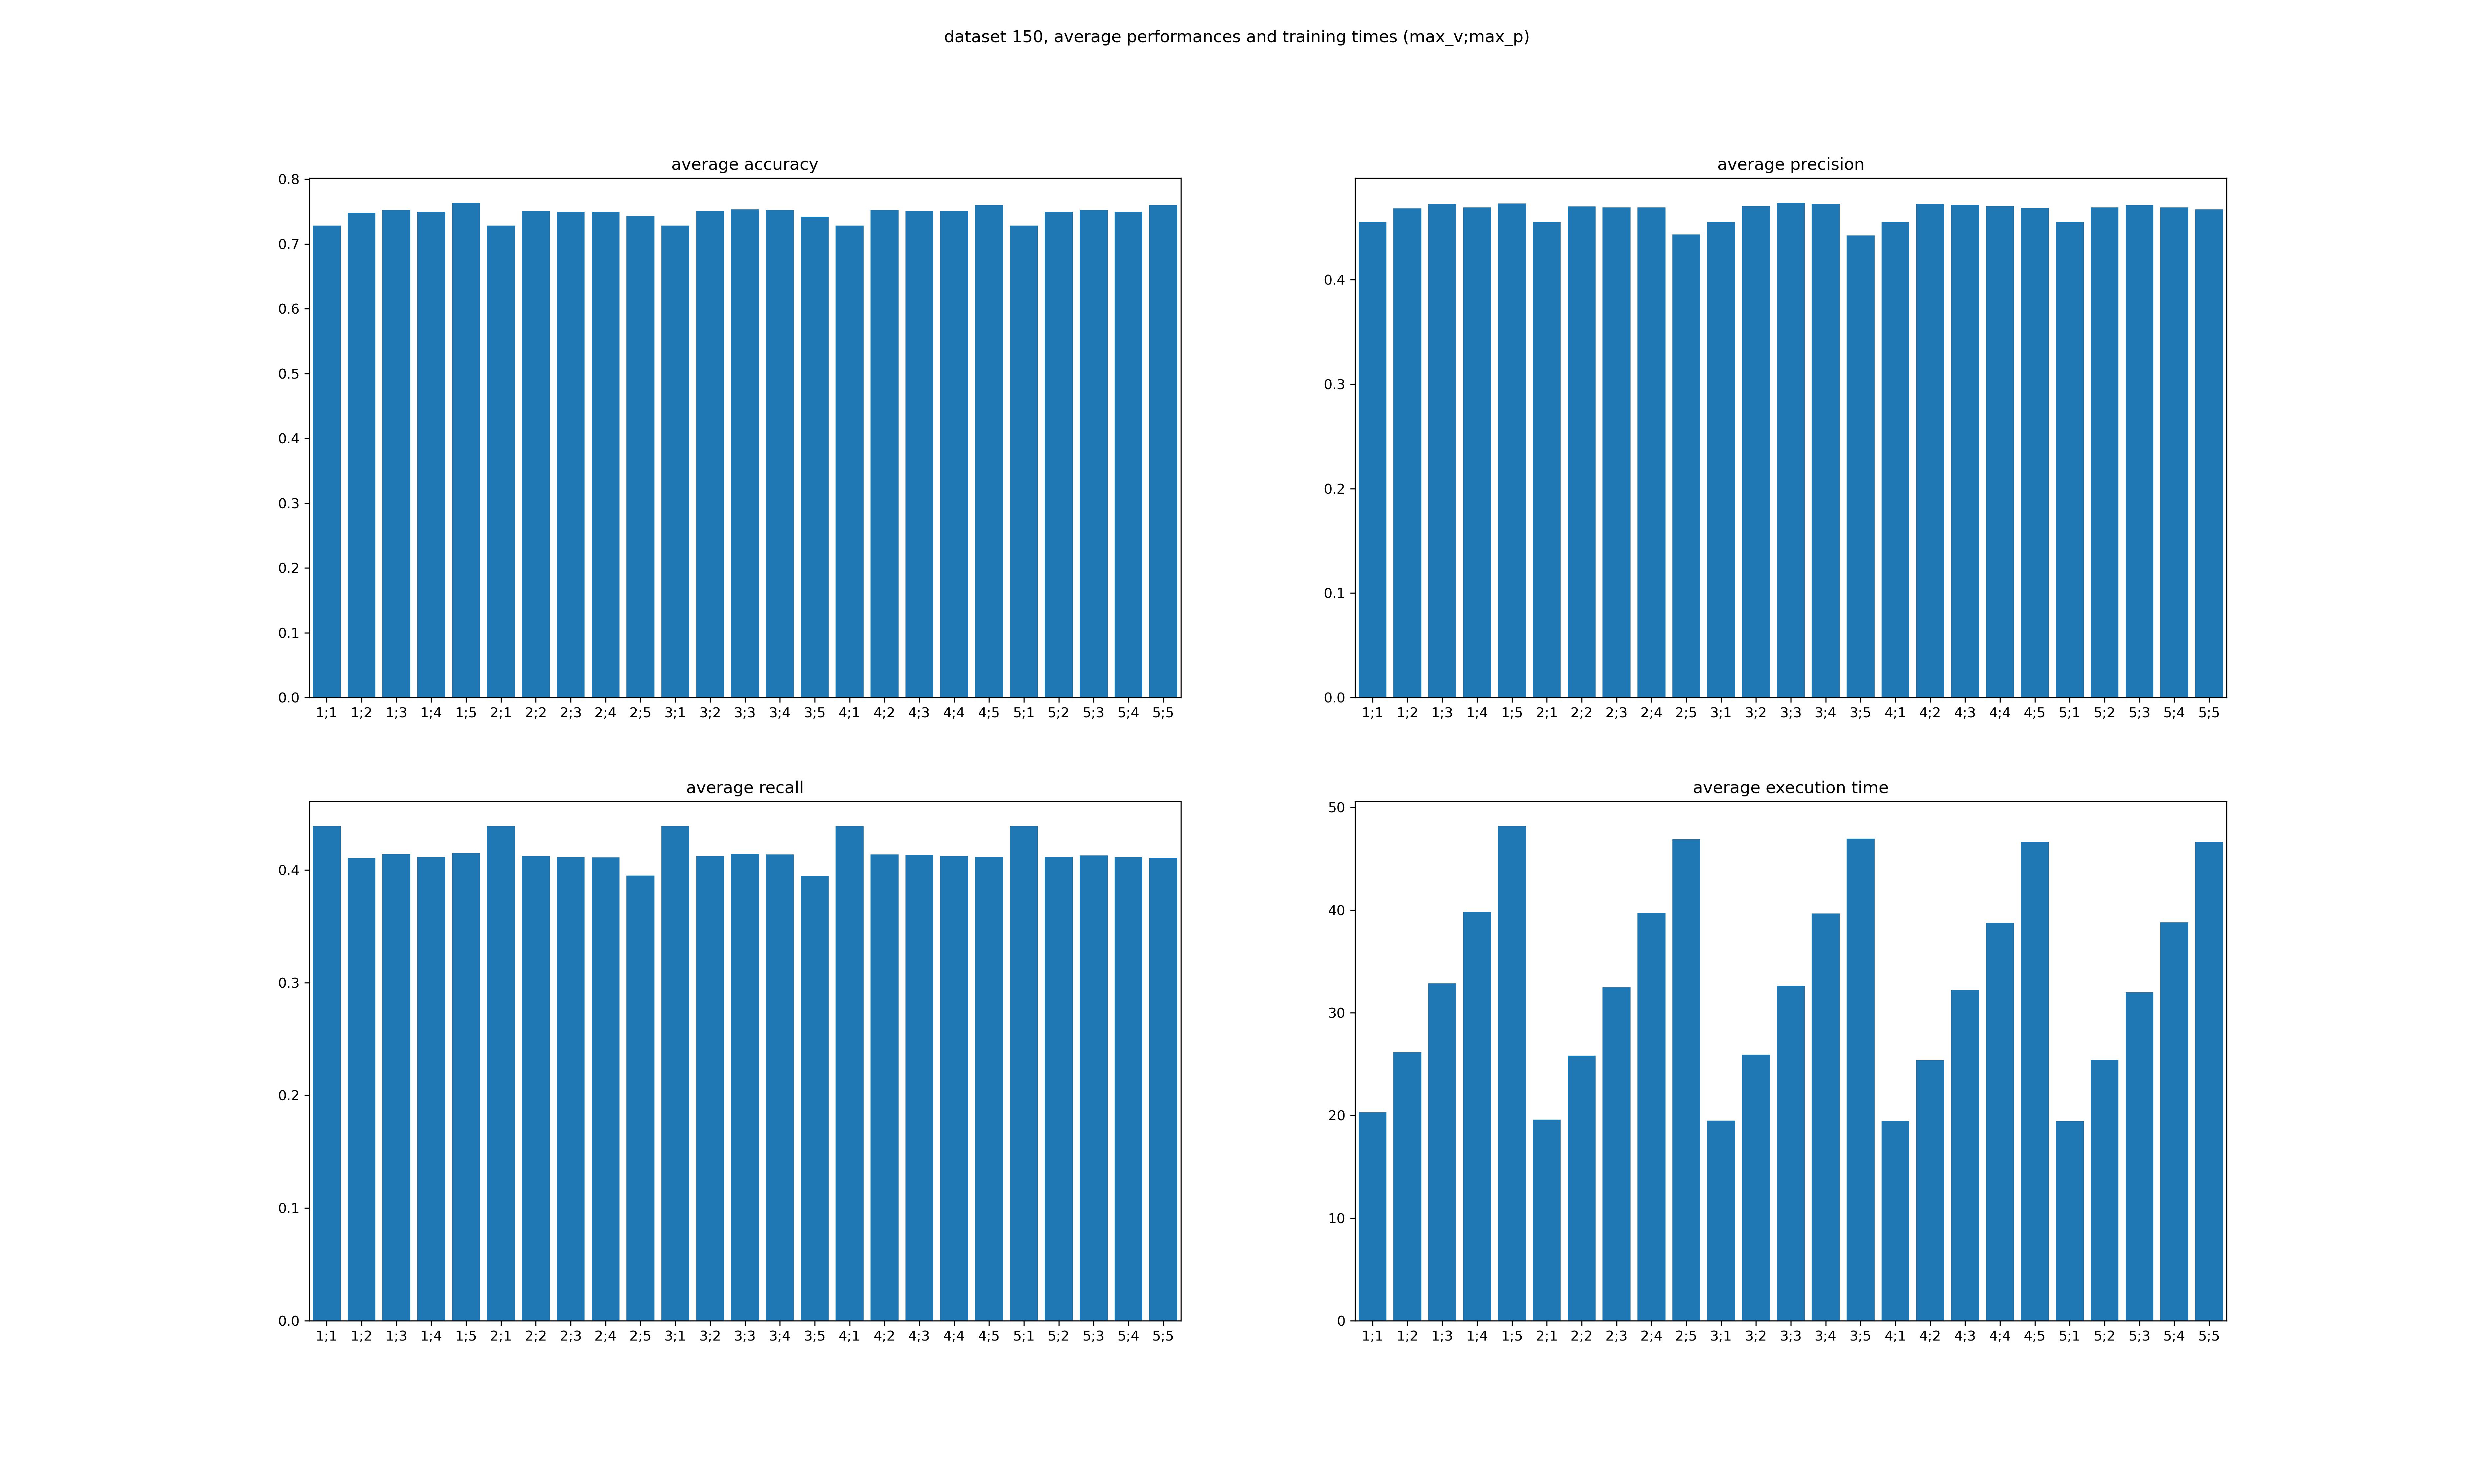 dataset 150, average performances and training times (max_v;max_p)
average accuracy
0.8
0.7
0.6
0.5
0.4
0.3
0.2
0.1
0.0
1;1 1;2 1;3 1;4 1;5 2;1 2;2 2;3 2;4 2;5 3;1 3;2 3;3 3;4 3;5 4;1 4;2 4;3 4;4 4;5 5;1 5;2 5;3 5;4 5;5
average precision
0.4
0.3
0.2
0.1
0.0
1;1 1;2 1;3 1;4 1;5 2;1 2;2 2;3 2;4 2;5 3;1 3;2 3;3 3;4 3;5 4;1 4;2 4;3 4;4 4;5 5;1 5;2 5;3 5;4 5;5
average recall
0.4
0.3
0.2
0.1
0.0
1;1 1;2 1;3 1;4 1;5 2;1 2;2 2;3 2;4 2;5 3;1 3;2 3;3 3;4 3;5 4;1 4;2 4;3 4;4 4;5 5;1 5;2 5;3 5;4 5;5
average execution time
50
40
30
20
10
0
1;1 1;2 1;3 1;4 1;5 2;1 2;2 2;3 2;4 2;5 3;1 3;2 3;3 3;4 3;5 4;1 4;2 4;3 4;4 4;5 5;1 5;2 5;3 5;4 5;5